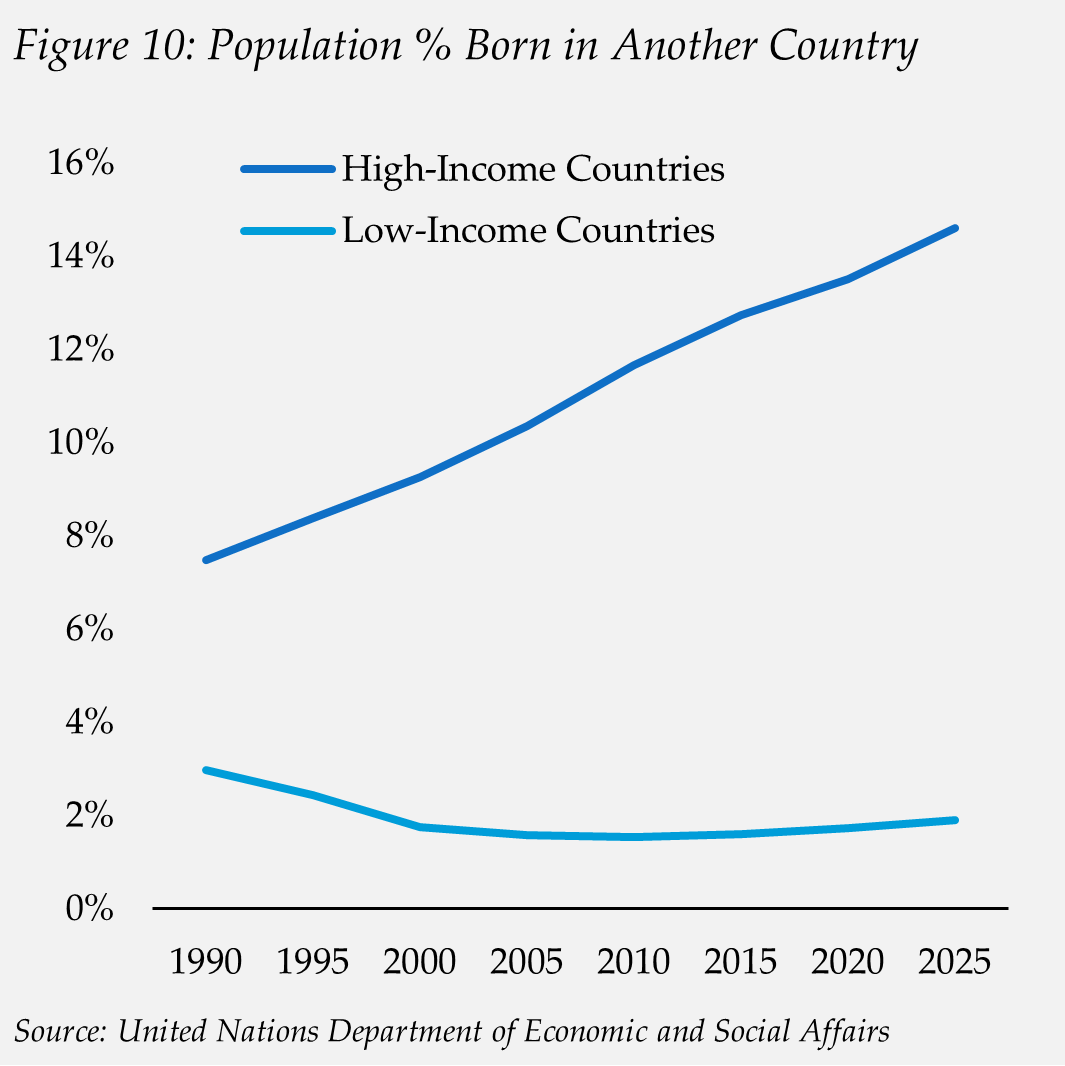 Figure 10: Population % Born in Another Country
16%
High-Income Countries
Low-Income Countries
14%
12%
10%
8%
6%
4%
2%
0%
1990 1995 2000 2005 2010 2015 2020 2025
Source: United Nations Department of Economic and Social Affairs